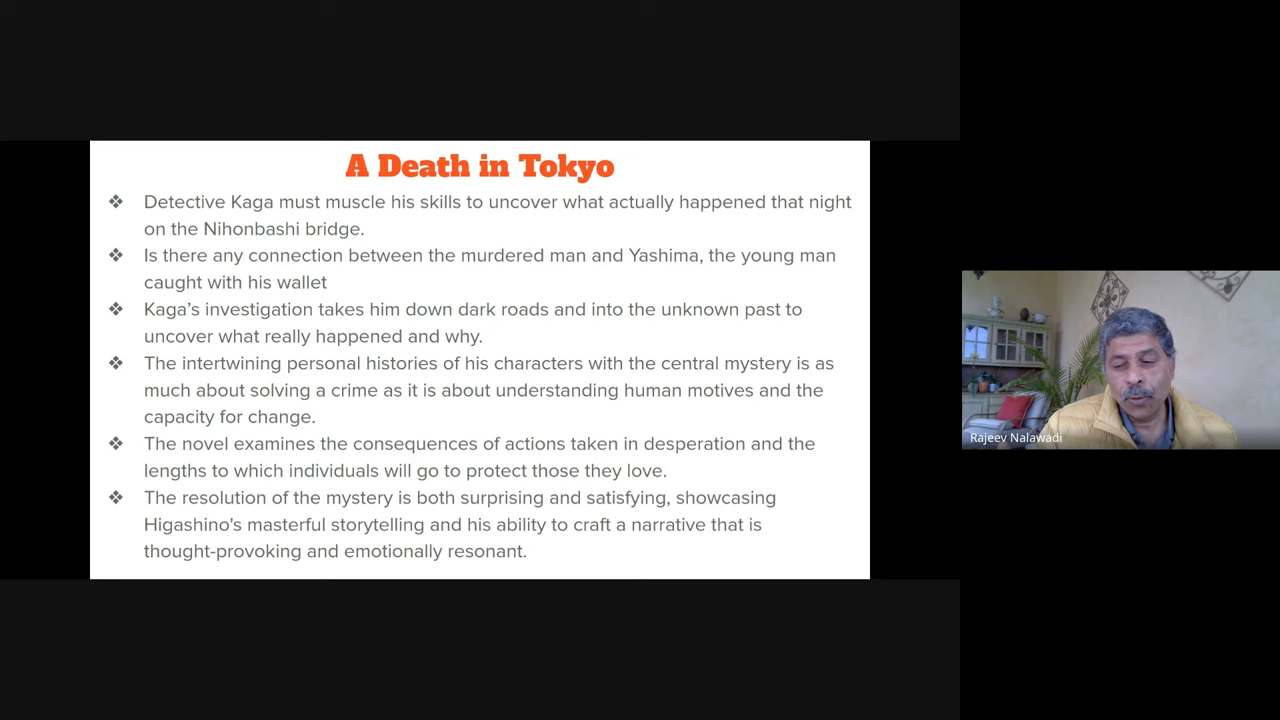 A Death in Tokyo
❖ Detective Kaga must muscle his skills to uncover what actually happened that night
on the Nihonbashi bridge.
❖ Is there any connection between the murdered man and Yashima, the young man
caught with his wallet
❖ Kaga’s investigation takes him down dark roads and into the unknown past to
uncover what really happened and why.
❖ The intertwining personal histories of his characters with the central mystery is as
much about solving a crime as it is about understanding human motives and the
capacity for change.
❖ The novel examines the consequences of actions taken in desperation and the
lengths to which individuals will go to protect those they love.
❖ The resolution of the mystery is both surprising and satisfying, showcasing
Higashino's masterful storytelling and his ability to craft a narrative that is
thought-provoking and emotionally resonant.
Rajeev Nalawadi